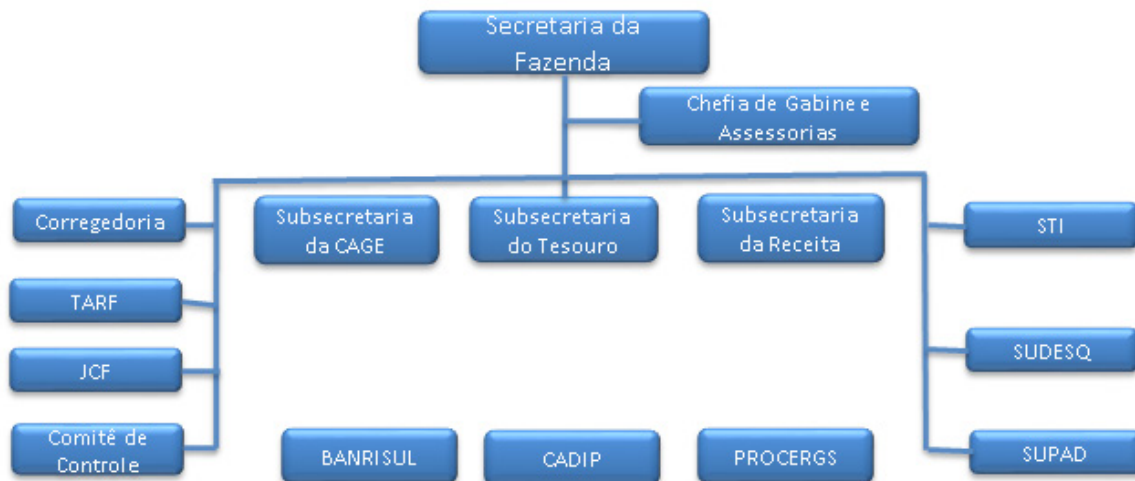 Secretaria da
Fazenda
Chefia de Gabine e
Assessorias
Corregedoria
Subsecretaria
da CAGE
Subsecretaria
do Tesouro
Subsecretaria
da Receita
STI
TARF
JCF
SUDESQ
Comitê de
Controle
BANRISUL
CADIP
PROCERGS
SUPAD